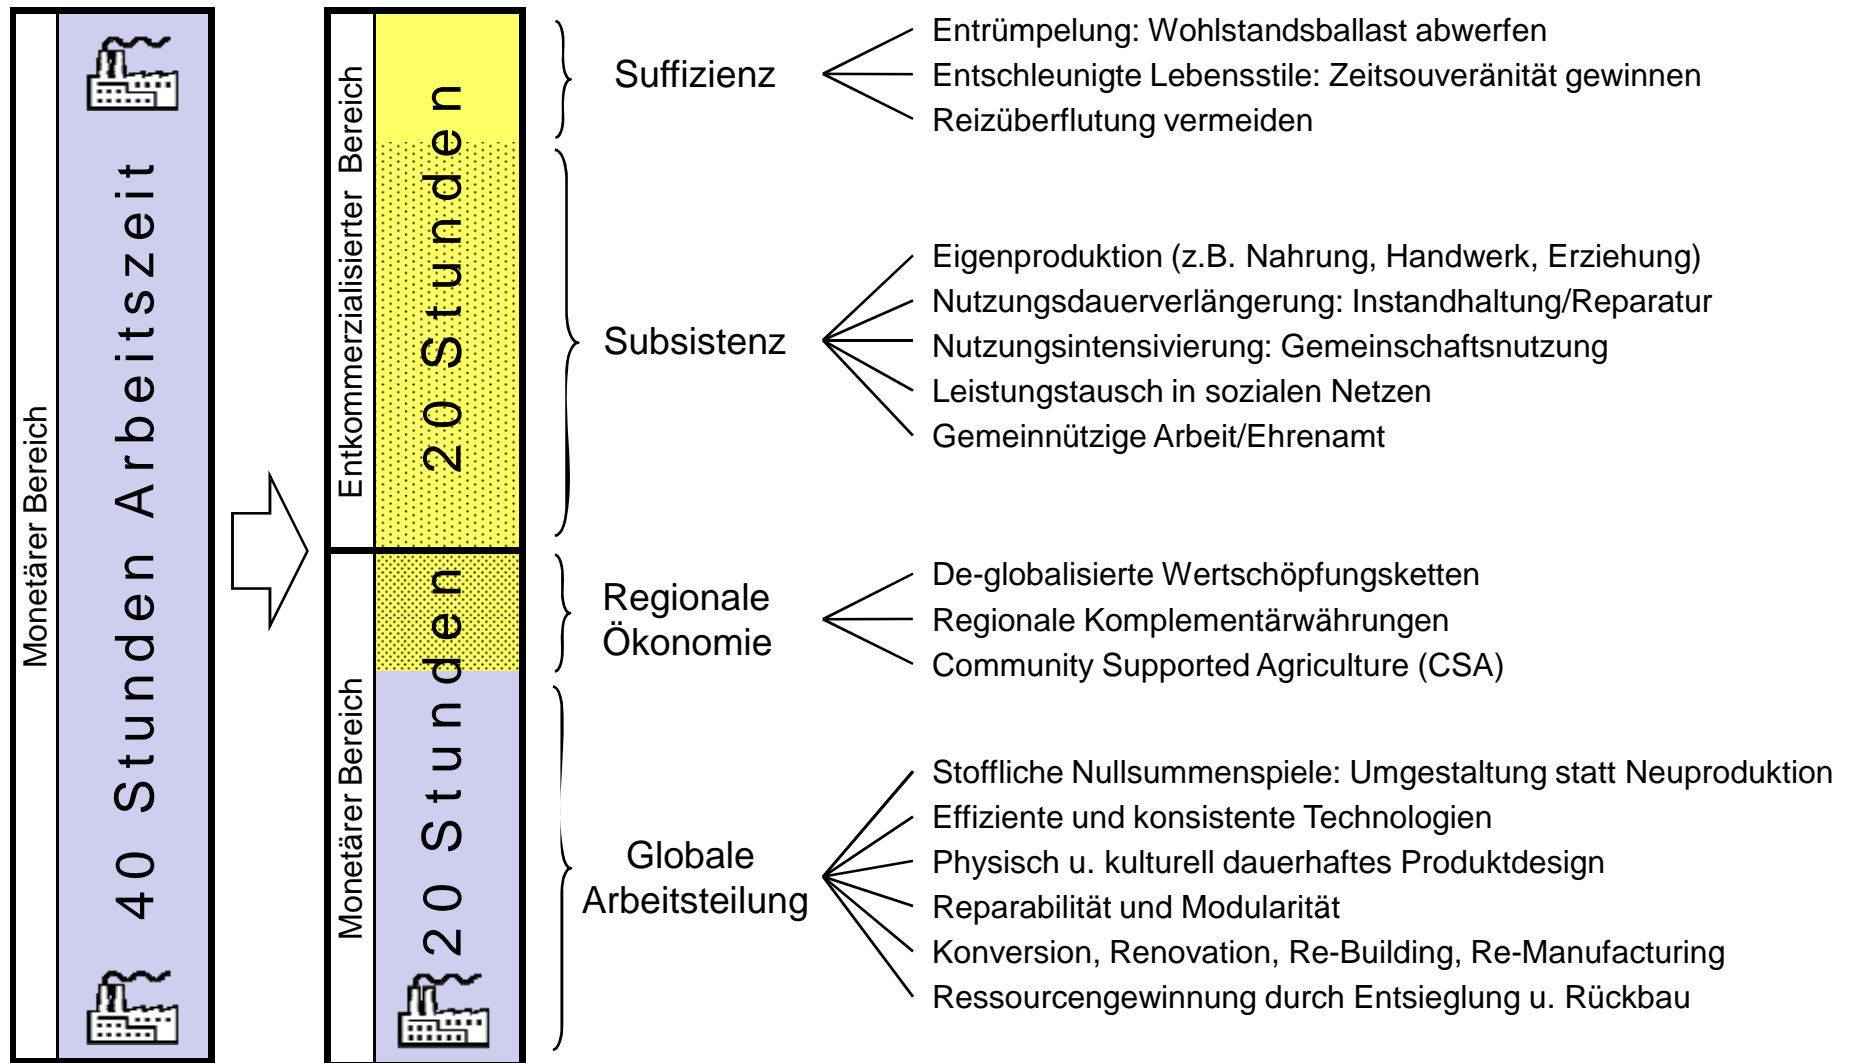 Monetärer Bereich
40 Stunden Arbeitszeit
Entkommerzialisierter Bereich
20 Stunden
Monetärer Bereich
20 Stunden
Suffizienz
Entrümpelung: Wohlstandsballast abwerfen
Entschleunigte Lebensstile: Zeitsouveränität gewinnen
Reizüberflutung vermeiden
Subsistenz
Eigenproduktion (z.B. Nahrung, Handwerk, Erziehung)
Nutzungsdauerverlängerung: Instandhaltung/Reparatur
Nutzungsintensivierung: Gemeinschaftsnutzung
Leistungstausch in sozialen Netzen
Gemeinnützige Arbeit/Ehrenamt
Regionale
Ökonomie
De-globalisierte Wertschöpfungsketten
Regionale Komplementärwährungen
Community Supported Agriculture (CSA)
Globale
Arbeitsteilung
Stoffliche Nullsummenspiele: Umgestaltung statt Neuproduktion
Effiziente und konsistente Technologien
Physisch u. kulturell dauerhaftes Produktdesign
Reparabilität und Modularität
Konversion, Renovation, Re-Building, Re-Manufacturing
Ressourcengewinnung durch Entsieglung u. Rückbau